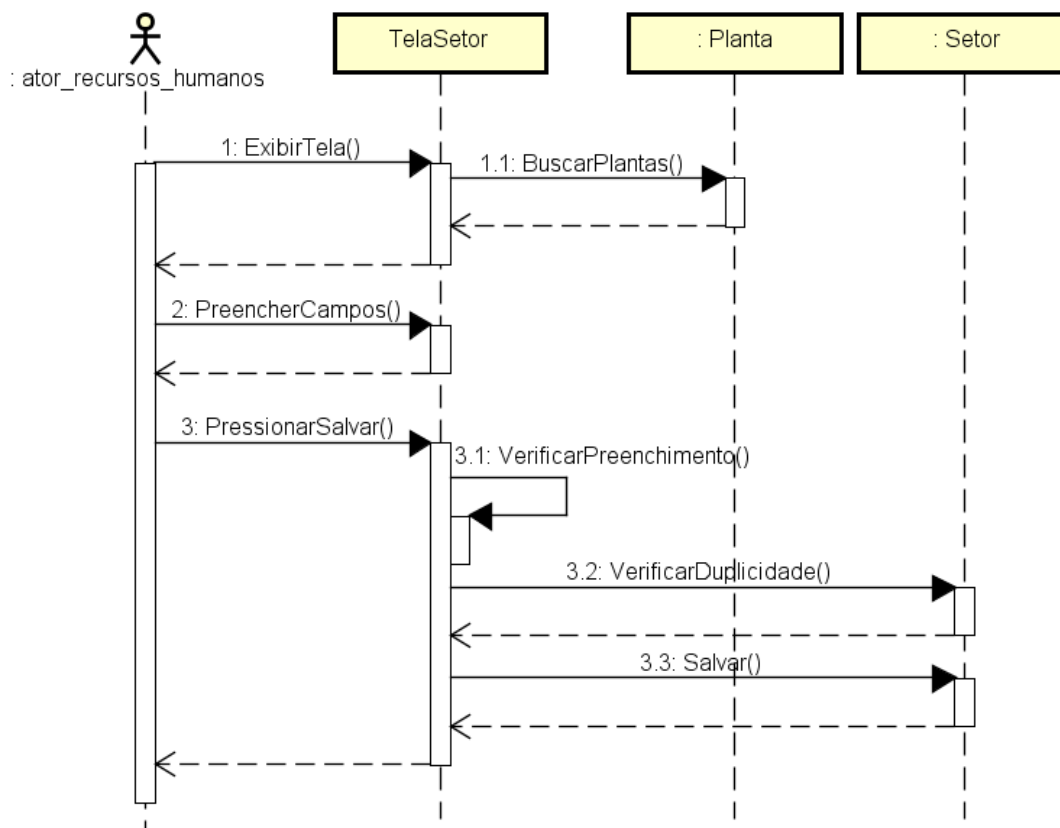 TelaSetor
: Planta
: Setor
: ator_recursos_humanos
1: ExibirTela()
1.1: BuscarPlantas()
2: PreencherCampos()
3: PressionarSalvar()
3.1: VerificarPreenchimento()
3.2: VerificarDuplicidade()
3.3: Salvar()